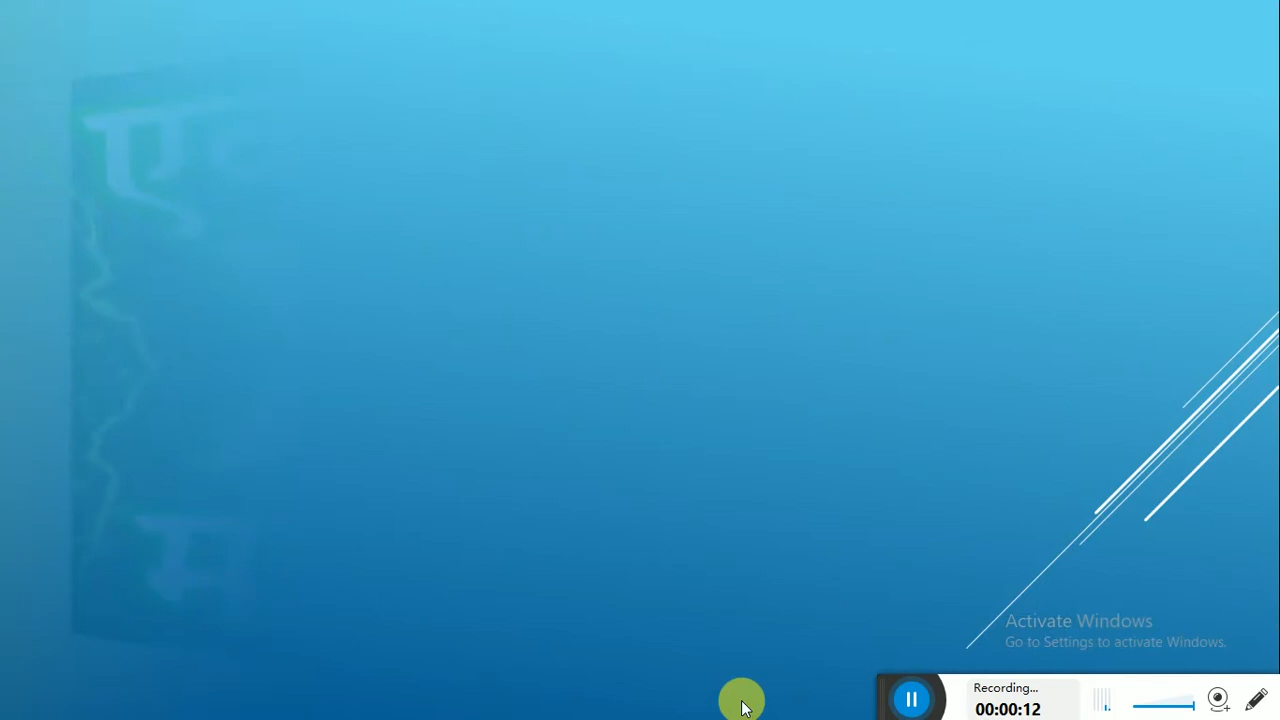 ए
म
Activate Windows
Go to Settings to activate Windows.
Recording...
00:00:12